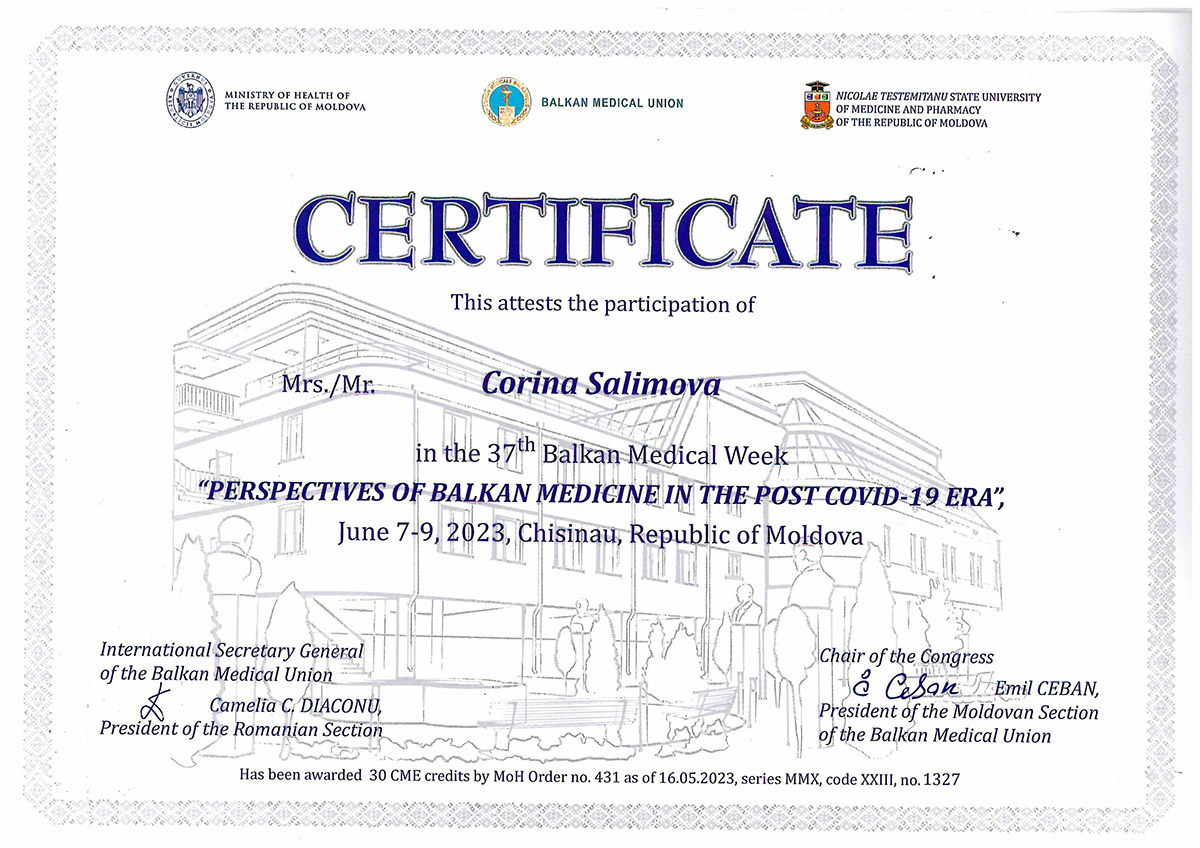 MINISTRY OF HEALTH OF
THE REPUBLIC OF MOLDOVA
BALKAN MEDICAL UNION
NICOLAE TESTEMITANU STATE UNIVERSITY
OF MEDICINE AND PHARMACY
OF THE REPUBLIC OF MOLDOVA
CERTIFICATE
This attests the participation of
Mrs./Mr. Corina Salimova
in the 37th Balkan Medical Week
“PERSPECTIVES OF BALKAN MEDICINE IN THE POST COVID-19 ERA”,
June 7-9, 2023, Chisinau, Republic of Moldova
International Secretary General
of the Balkan Medical Union
Camelia C. DIACONU,
President of the Romanian Section
Chair of the Congress
Ceban Emil CEBAN,
President of the Moldovan Section
of the Balkan Medical Union
Has been awarded 30 CME credits by MoH Order no. 431 as of 16.05.2023, series MMX, code XXIII, no. 1327